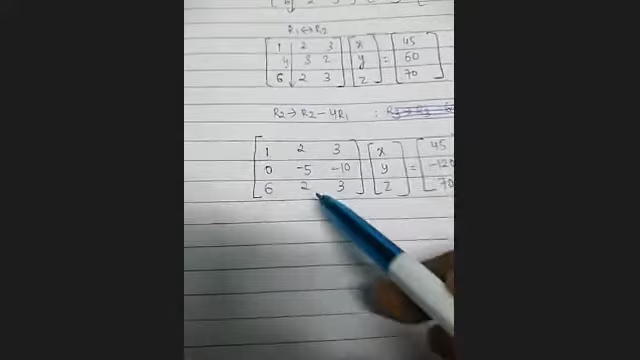 R1↔R2
[1 2 3] [x] = [45]
[4 3 2] [y] [60]
[6 2 3] [z] [70]
R2→R2-4R1 :
[1 2 3] [x] = [45
[0 -5 -10] [y] [-120
[6 2 3] [z] [70